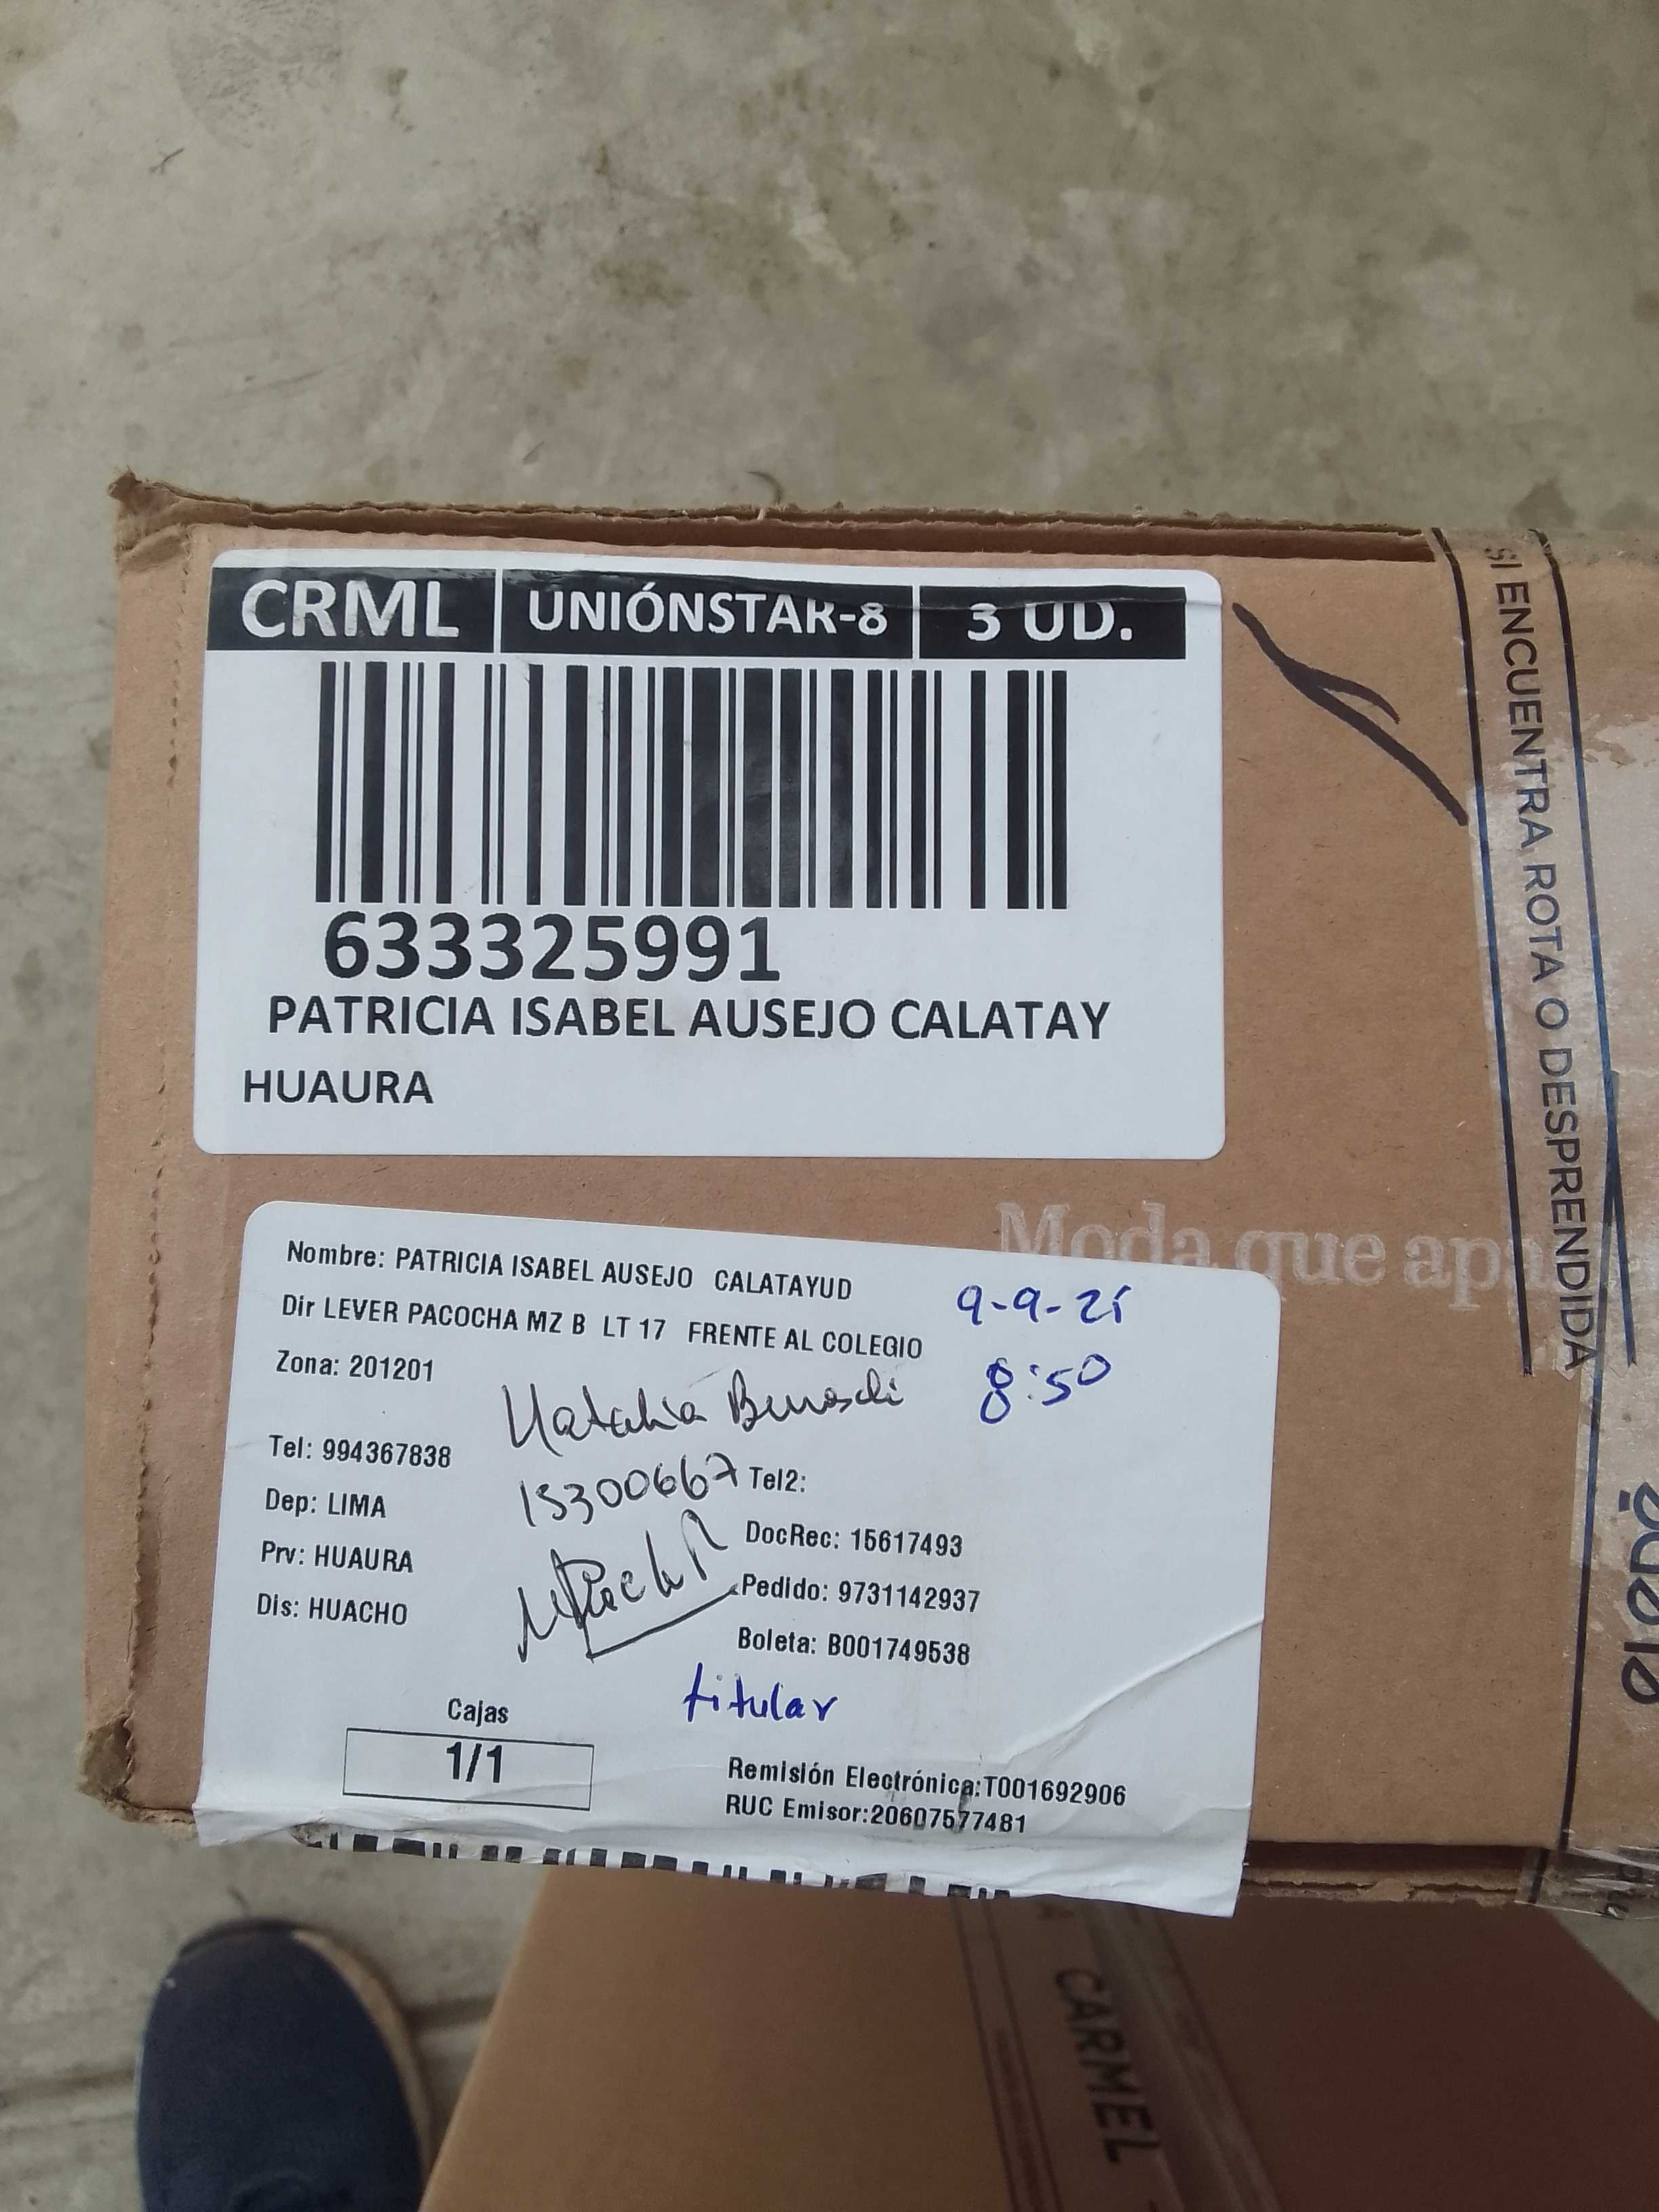 CRML UNIÓNSTAR-8 3 UD.
633325991
PATRICIA ISABEL AUSEJO CALATAY
HUAURA
SI ENCUENTRA ROTA O DESPRENDIDA
Moda que apa
Nombre: PATRICIA ISABEL AUSEJO CALATAYUD
9-9-21
Dir LEVER PACOCHA MZ B LT 17 FRENTE AL COLEGIO
8:50
Zona: 201201
Natalia
Tel: 994367838
15300667
Tel2:
Dep: LIMA
DocRec: 15617493
Prv: HUAURA
Pedido: 9731142937
Dis: HUACHO
Boleta: B001749538
titular
Cajas
1/1
Remisión Electrónica:T001692906
RUC Emisor:20607577481
CARMEL